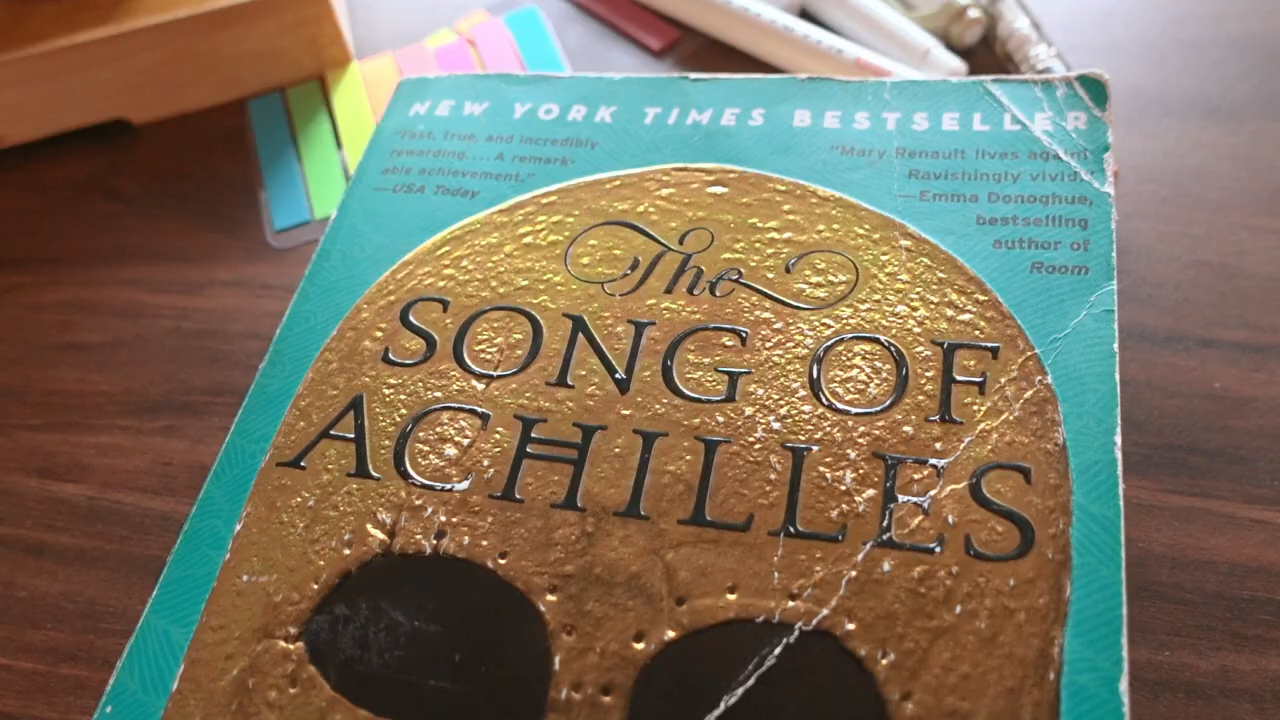 NEW YORK TIMES BESTSELLER
"Fast, true, and incredibly
rewarding.... A remark-
able achievement."
—USA Today
"Mary Renault lives again!
Ravishingly vivid"
—Emma Donoghue,
bestselling
author of
Room
The
SONG OF
ACHILLES